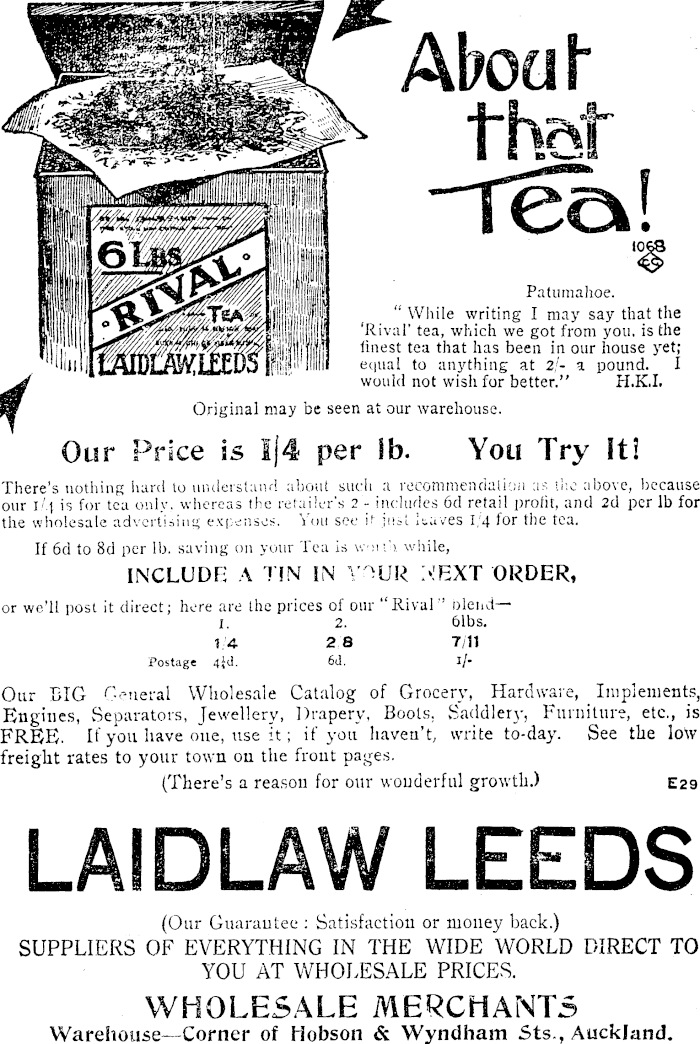 About
that
Tea!
1068
6 LBS
·RIVAL·
TEA
LAIDLAW, LEEDS
Patumahoe.
" While writing I may say that the
'Rival' tea, which we got from you, is the
finest tea that has been in our house yet;
equal to anything at 2/- a pound. I
would not wish for better." H.K.I.
Original may be seen at our warehouse.
Our Price is 1/4 per lb. You Try It!
There's nothing hard to understand about such a recommendation as the above, because
our 1/4 is for tea only, whereas the retailer's 2 - includes 6d retail profit, and 2d per lb for
the wholesale advertising expenses. You see it just leaves 1/4 for the tea.
If 6d to 8d per lb. saving on your Tea is worth while,
INCLUDE A TIN IN YOUR NEXT ORDER,
or we'll post it direct; here are the prices of our "Rival" blend—
1. 2. 6lbs.
1/4 2/8 7/11
Postage 4½d. 6d. 1/-
Our BIG General Wholesale Catalog of Grocery, Hardware, Implements,
Engines, Separators, Jewellery, Drapery, Boots, Saddlery, Furniture, etc., is
FREE. If you have one, use it; if you haven't, write to-day. See the low
freight rates to your town on the front pages.
(There's a reason for our wonderful growth.) E29
LAIDLAW LEEDS
(Our Guarantee : Satisfaction or money back.)
SUPPLIERS OF EVERYTHING IN THE WIDE WORLD DIRECT TO
YOU AT WHOLESALE PRICES.
WHOLESALE MERCHANTS
Warehouse—Corner of Hobson & Wyndham Sts., Auckland.